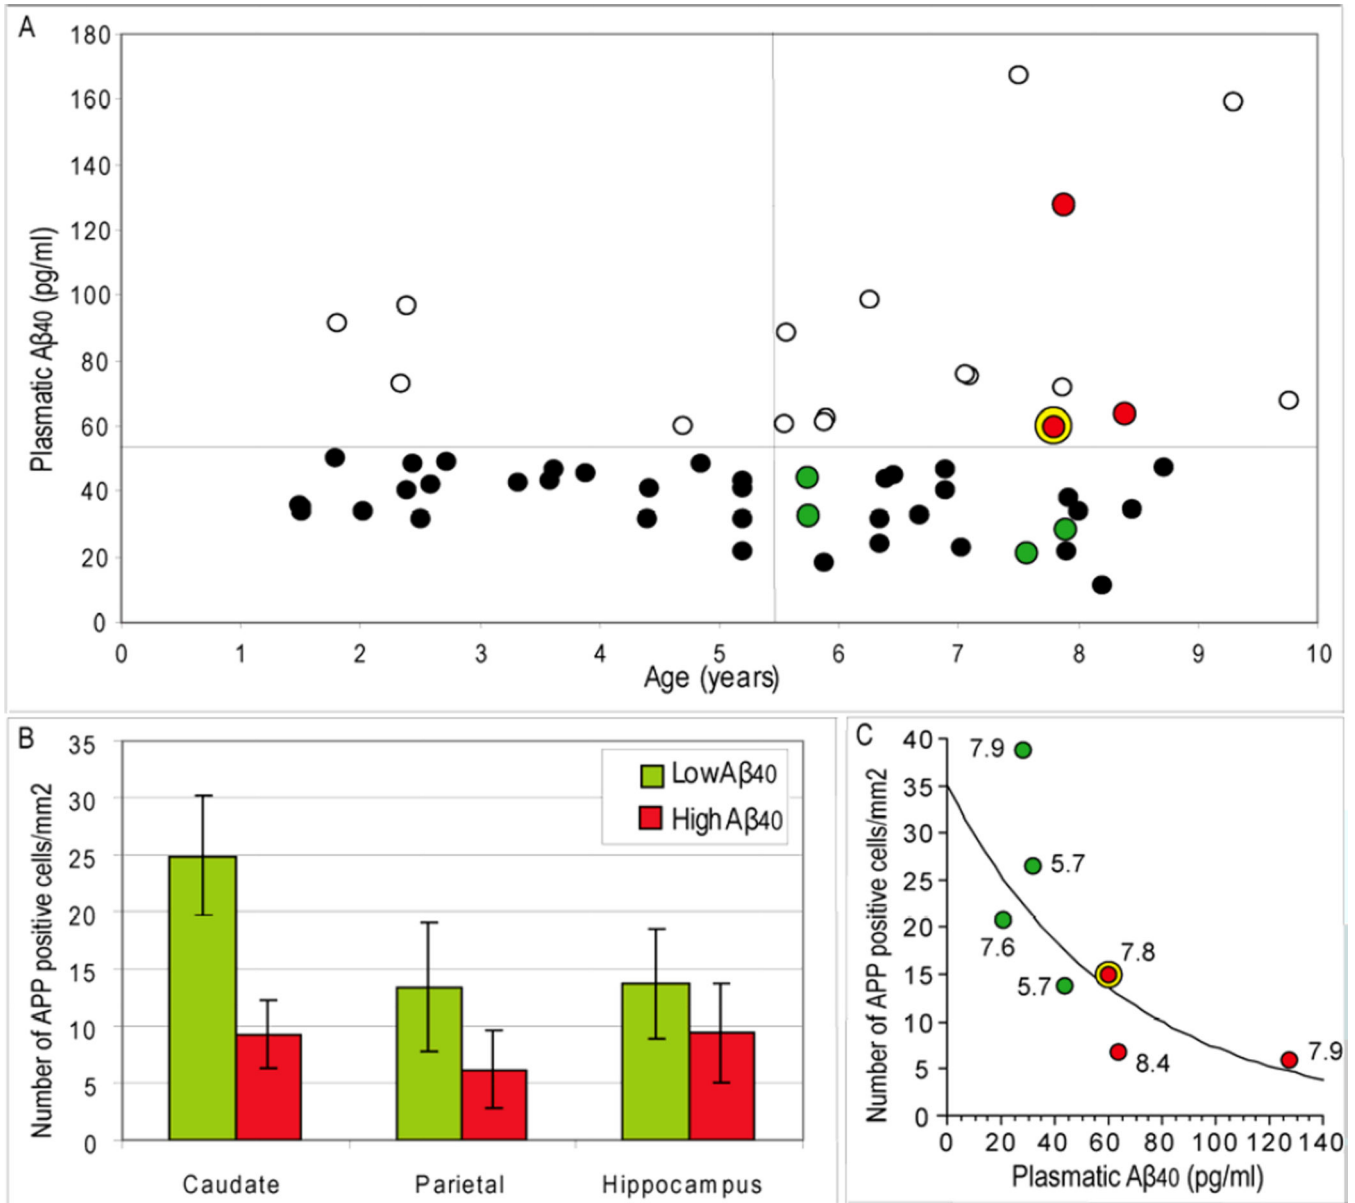 A
180
160
140
120
100
80
60
40
20
0
Plasmatic Aβ40 (pg/ml)
0 1 2 3 4 5 6 7 8 9 10
Age (years)
B
35
30
25
20
15
10
5
0
Number of APP positive cells/mm2
Low Aβ40
High Aβ40
Caudate Parietal Hippocampus
C
40
35
30
25
20
15
10
5
0
Number of APP positive cells/mm2
7.9
5.7
7.6
7.8
5.7
8.4
7.9
0 20 40 60 80 100 120 140
Plasmatic Aβ40 (pg/ml)